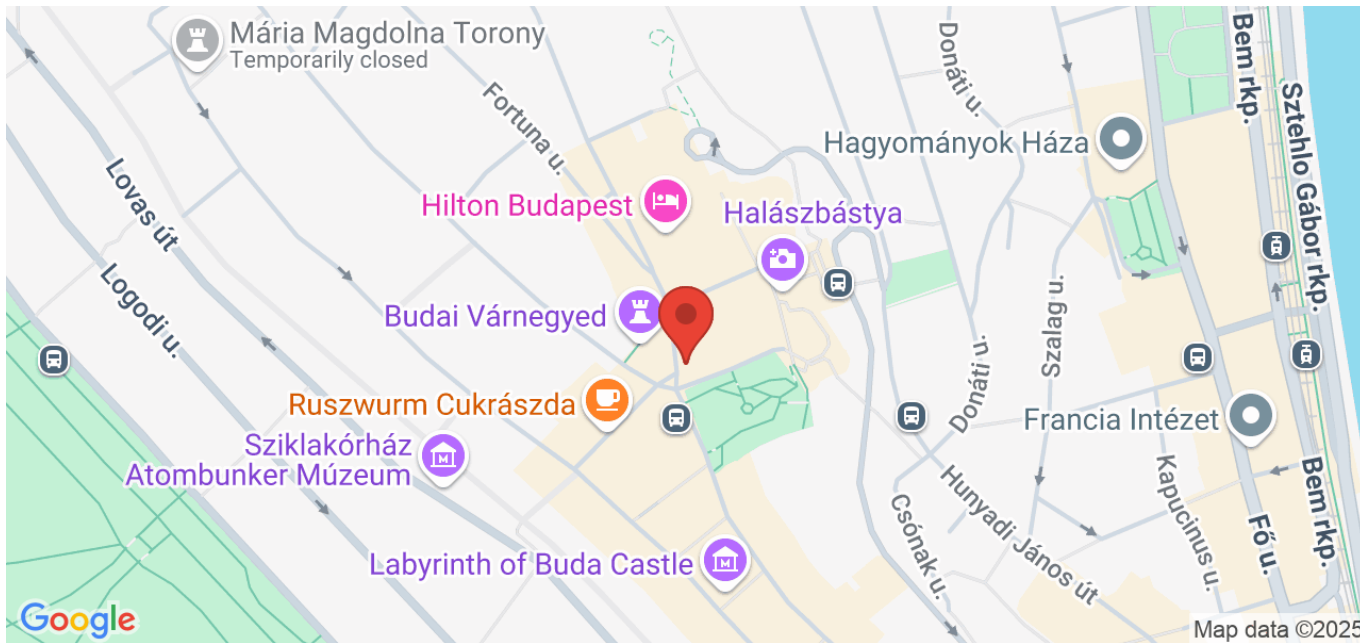 Mária Magdolna Torony
Temporarily closed
Fortuna u.
Donáti u.
Bem rkp.
Sztehlo Gábor rkp.
Hagyományok Háza
Lovas út
Hilton Budapest
Halászbástya
Logodi u.
Budai Várnegyed
Szalag u.
Donáti u.
Ruszwurm Cukrászda
Francia Intézet
Sziklakórház
Atombunker Múzeum
Hunyadi János út
Kapucinus u.
Bem rkp.
Csónak u.
Fő u.
Labyrinth of Buda Castle
Google
Map data ©2025